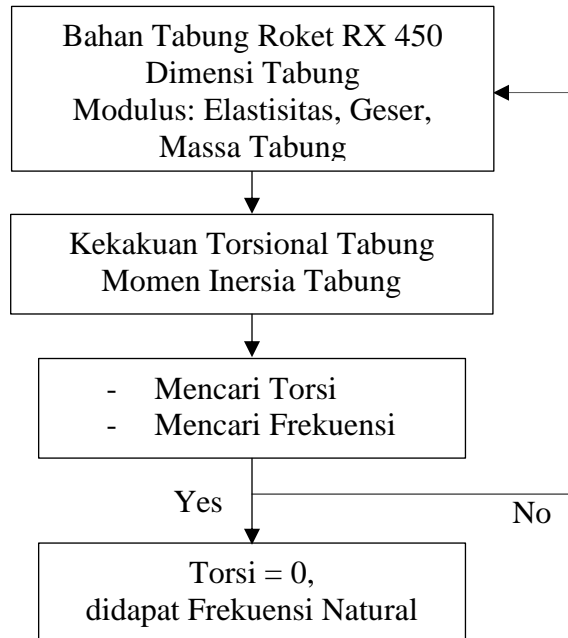 Bahan Tabung Roket RX 450
Dimensi Tabung
Modulus: Elastisitas, Geser,
Massa Tabung
Kekakuan Torsional Tabung
Momen Inersia Tabung
- Mencari Torsi
- Mencari Frekuensi
Yes
No
Torsi = 0,
didapat Frekuensi Natural